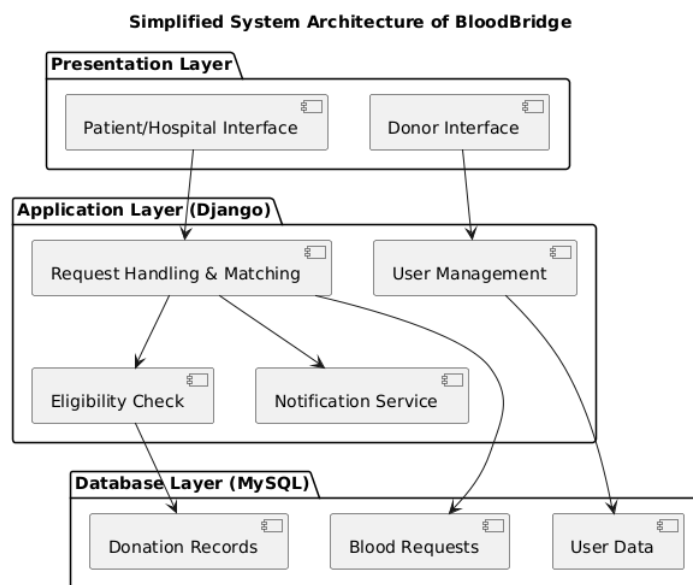 Simplified System Architecture of BloodBridge
Presentation Layer
Patient/Hospital Interface
Donor Interface
Application Layer (Django)
Request Handling & Matching
User Management
Eligibility Check
Notification Service
Database Layer (MySQL)
Donation Records
Blood Requests
User Data